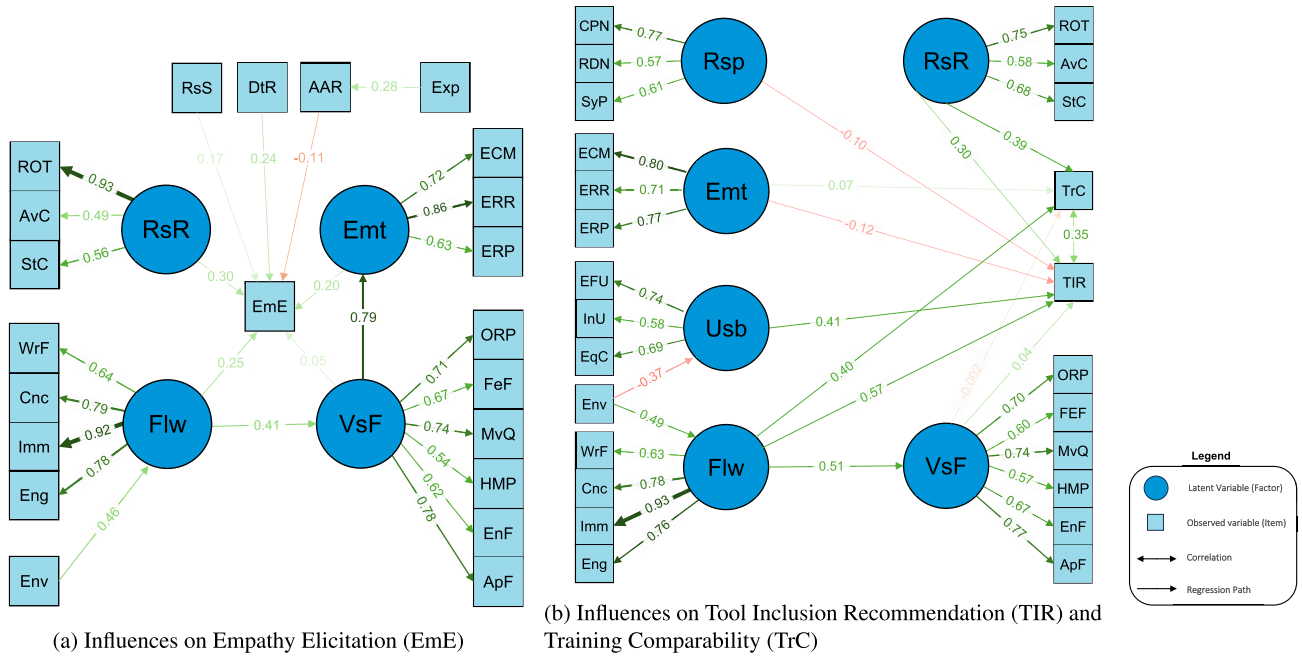 RsS
DtR
AAR
0.28
Exp
0.17
0.24
-0.11
ROT
AvC
StC
0.93
0.49
0.56
RsR
Emt
0.72
0.86
0.63
ECM
ERR
ERP
0.30
0.20
EmE
0.79
0.25
0.05
WrF
Cnc
Imm
Eng
0.64
0.79
0.92
0.78
Flw
0.41
VsF
0.71
0.67
0.74
0.54
0.62
0.78
ORP
FeF
MvQ
HMP
EnF
ApF
0.46
Env
(a) Influences on Empathy Elicitation (EmE)
CPN
RDN
SyP
0.77
0.57
0.61
Rsp
RsR
0.75
0.58
0.68
ROT
AvC
StC
-0.10
0.30
0.39
ECM
ERR
ERP
0.80
0.71
0.77
Emt
0.07
-0.12
TrC
0.35
TIR
EFU
InU
EqC
0.74
0.58
0.69
Usb
0.41
Env
-0.37
0.49
0.40
0.57
-0.002
0.04
WrF
Cnc
Imm
Eng
0.63
0.78
0.93
0.76
Flw
0.51
VsF
0.70
0.60
0.74
0.57
0.67
0.77
ORP
FEF
MvQ
HMP
EnF
ApF
(b) Influences on Tool Inclusion Recommendation (TIR) and
Training Comparability (TrC)
Legend
Latent Variable (Factor)
Observed variable (Item)
Correlation
Regression Path